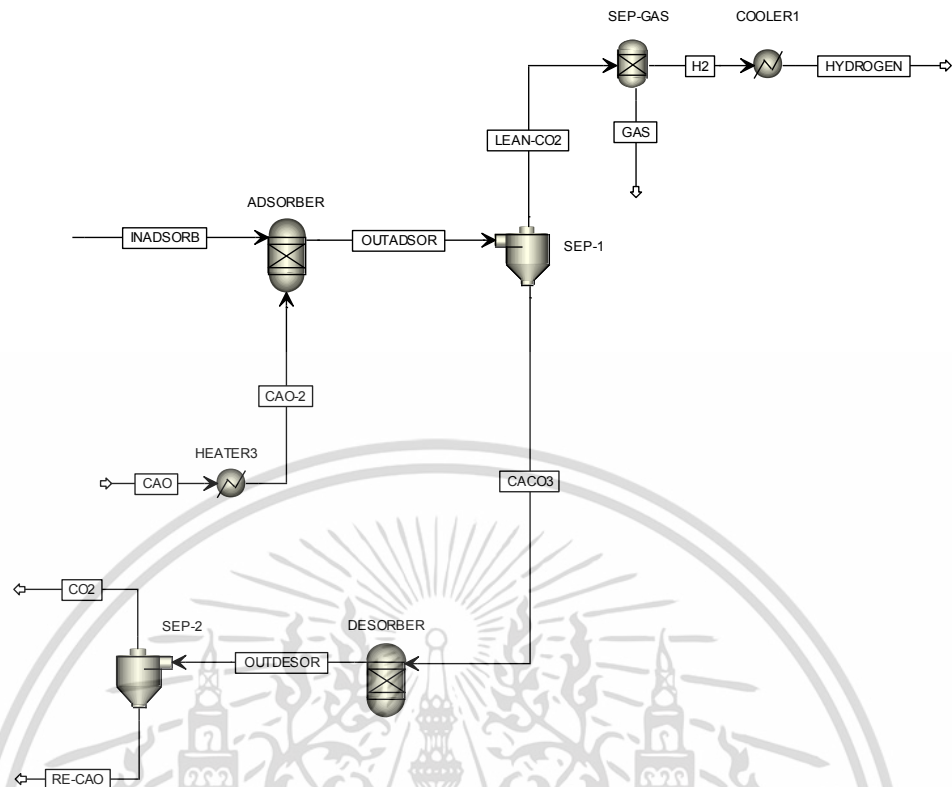 SEP-GAS
COOLER1
H2
HYDROGEN
GAS
LEAN-CO2
ADSORBER
INADSORB
OUTADSOR
SEP-1
CAO-2
HEATER3
CAO
CACO3
CO2
SEP-2
DESORBER
OUTDESOR
RE-CAO